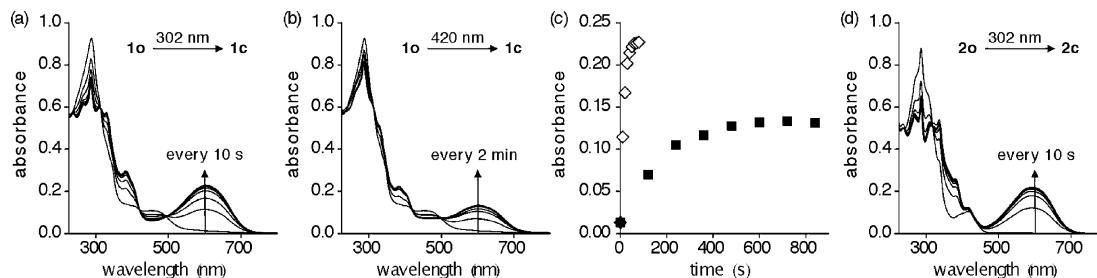 (a)
absorbance
1.0
0.8
0.6
0.4
0.2
0.0
1o 302 nm 1c
every 10 s
300 500 700
wavelength (nm)
(b)
absorbance
1.0
0.8
0.6
0.4
0.2
0.0
1o 420 nm 1c
every 2 min
300 500 700
wavelength (nm)
(c)
absorbance
0.25
0.20
0.15
0.10
0.05
0.00
0 200 400 600 800
time (s)
(d)
absorbance
1.0
0.8
0.6
0.4
0.2
0.0
2o 302 nm 2c
every 10 s
300 500 700
wavelength (nm)